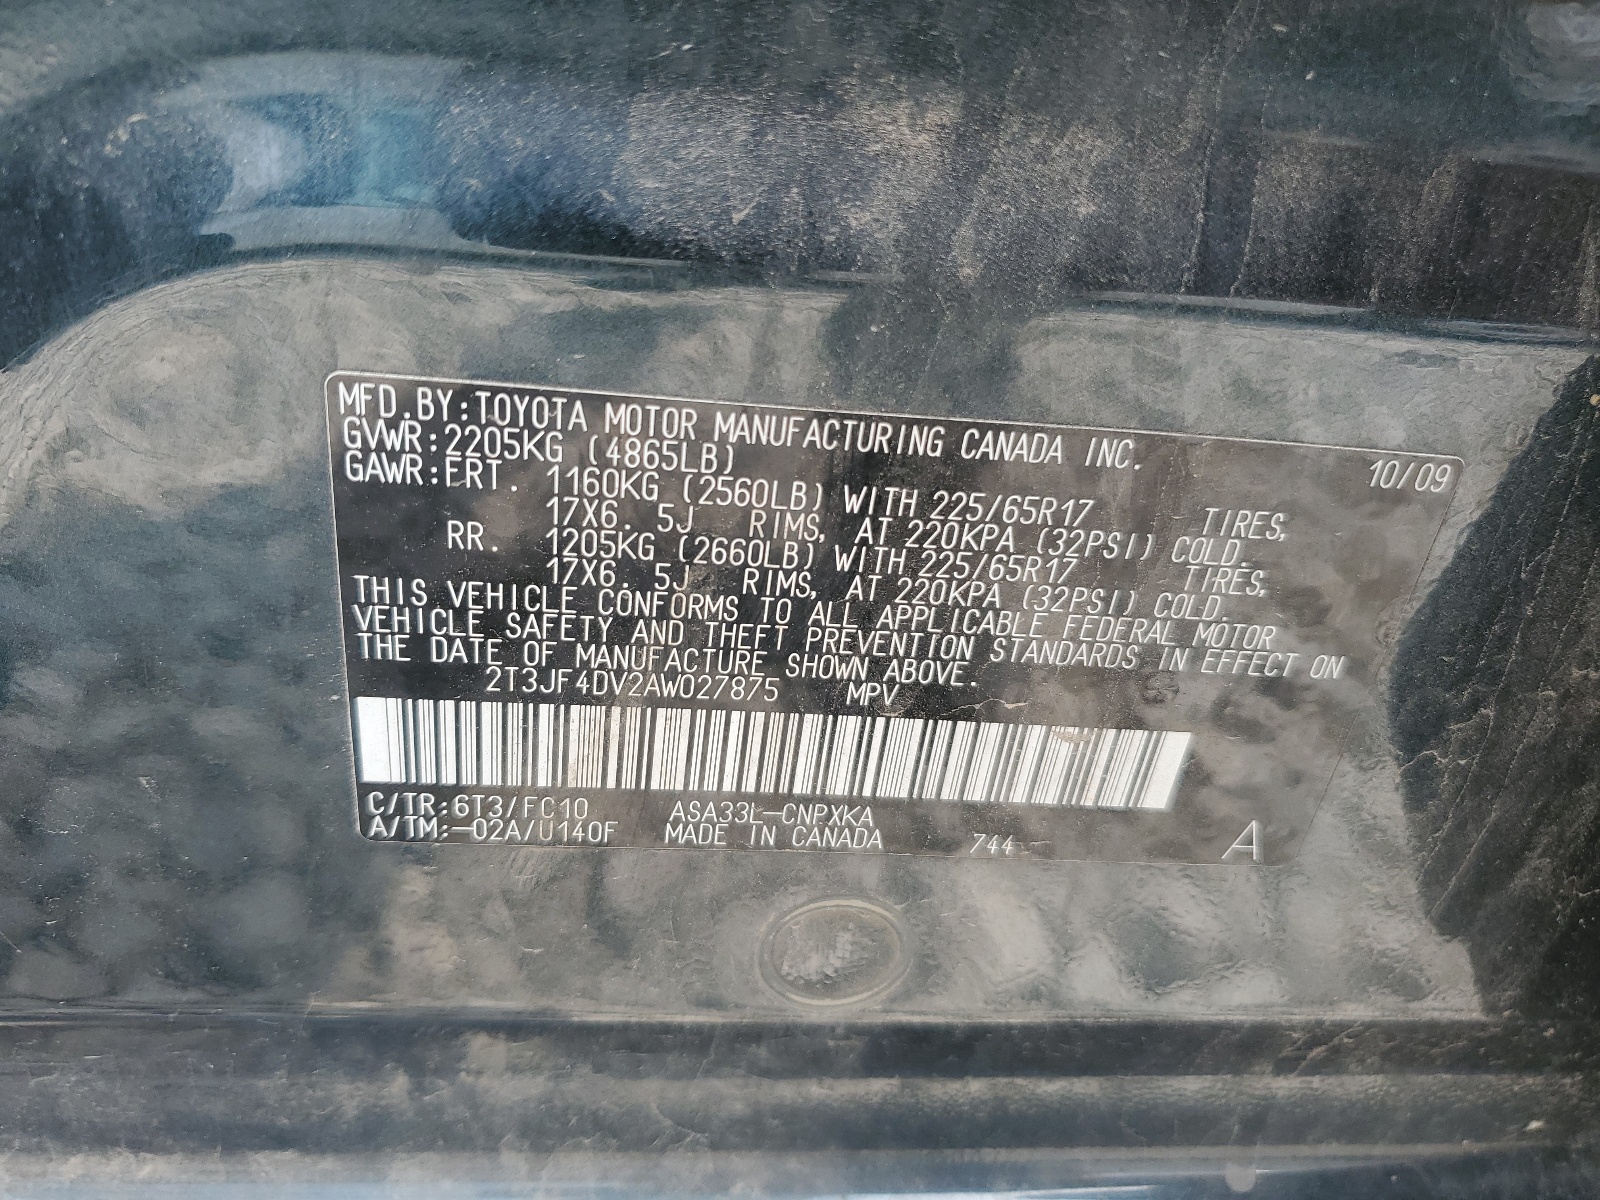 MFD.BY:TOYOTA MOTOR MANUFACTURING CANADA INC. 10/09
GVWR:2205KG (4865LB)
GAWR:FRT. 1160KG (2560LB) WITH 225/65R17 TIRES,
17X6.5J RIMS, AT 220KPA (32PSI) COLD.
RR. 1205KG (2660LB) WITH 225/65R17 TIRES,
17X6.5J RIMS, AT 220KPA (32PSI) COLD.
THIS VEHICLE CONFORMS TO ALL APPLICABLE FEDERAL MOTOR
VEHICLE SAFETY AND THEFT PREVENTION STANDARDS IN EFFECT ON
THE DATE OF MANUFACTURE SHOWN ABOVE.
2T3JF4DV2AW027875 MPV
C/TR:6T3/FC10 ASA33L-CNPXKA
A/TM:-02A/U140F MADE IN CANADA 744 A